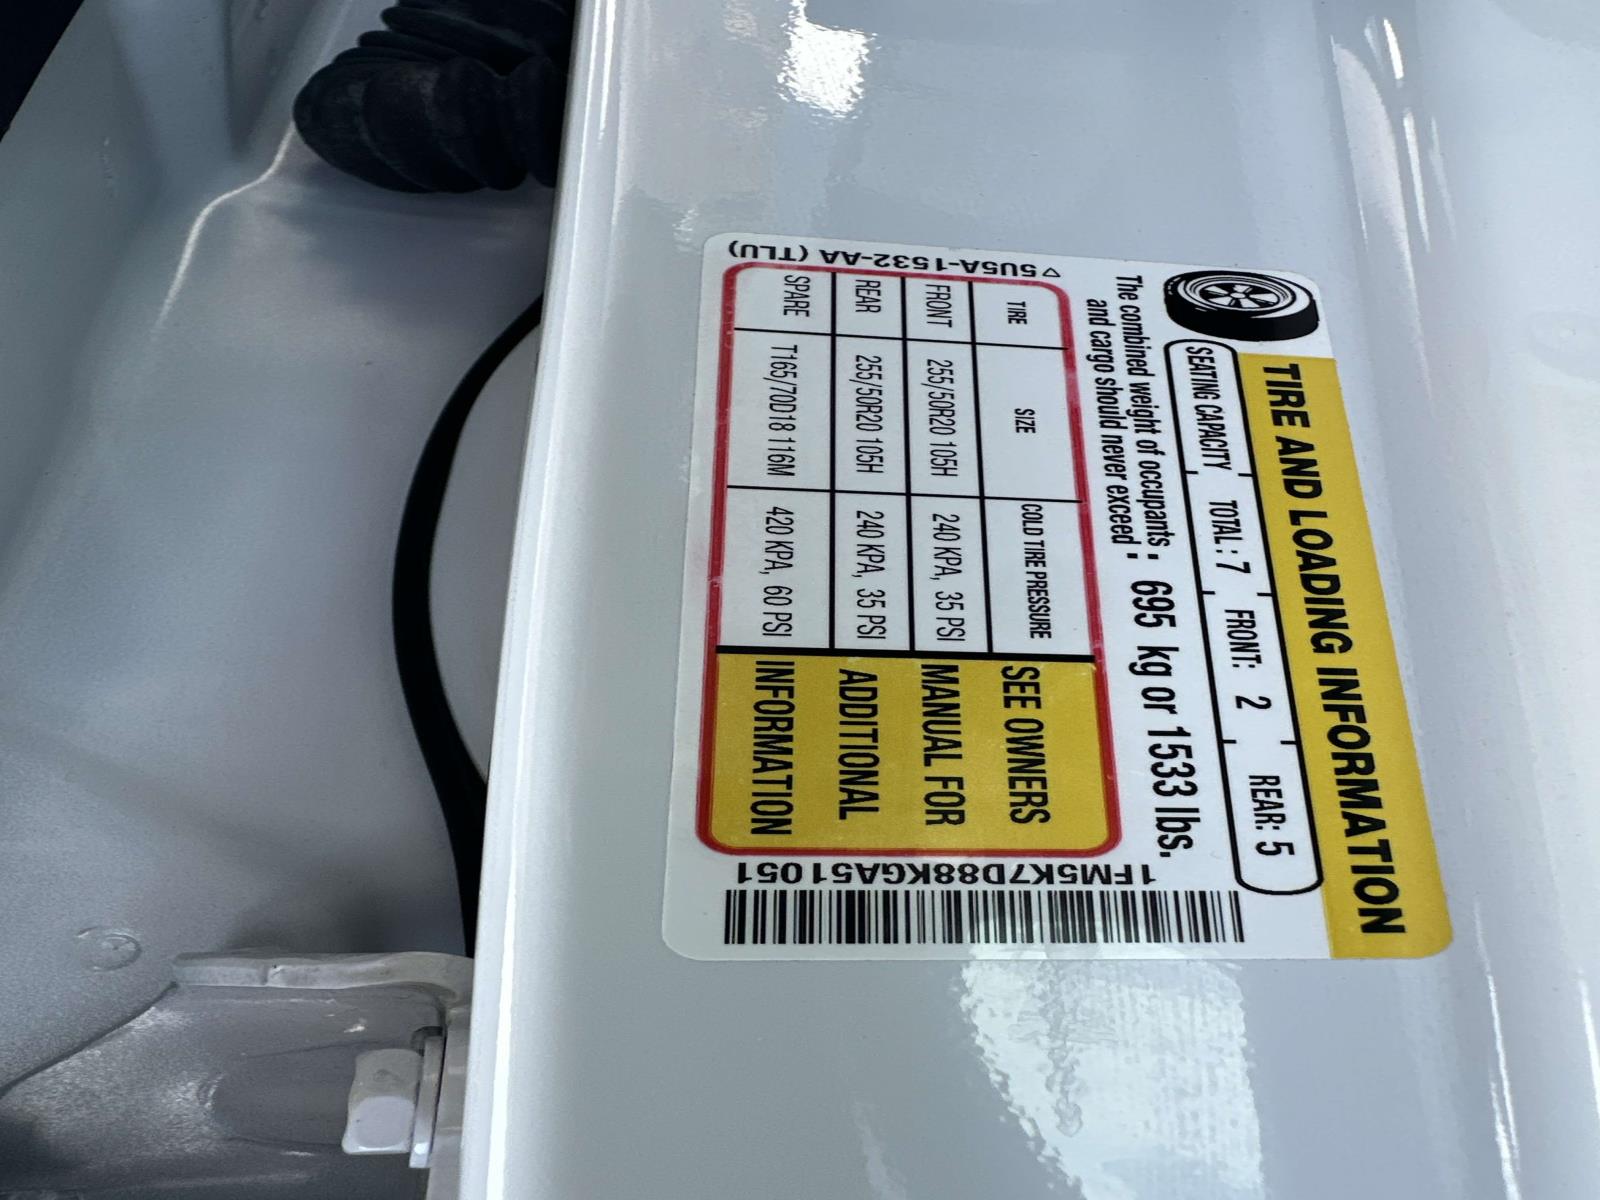 TIRE AND LOADING INFORMATION
SEATING CAPACITY TOTAL: 7 FRONT: 2 REAR: 5
The combined weight of occupants
and cargo should never exceed : 695 kg or 1533 lbs.
TIRE SIZE COLD TIRE PRESSURE
FRONT 255/50R20 105H 240 KPA, 35 PSI
REAR 255/50R20 105H 240 KPA, 35 PSI
SPARE T165/70D18 116M 420 KPA, 60 PSI
SEE OWNERS
MANUAL FOR
ADDITIONAL
INFORMATION
▽5U5A-1532-AA (TLU)
1FM5K7D88KGA51051